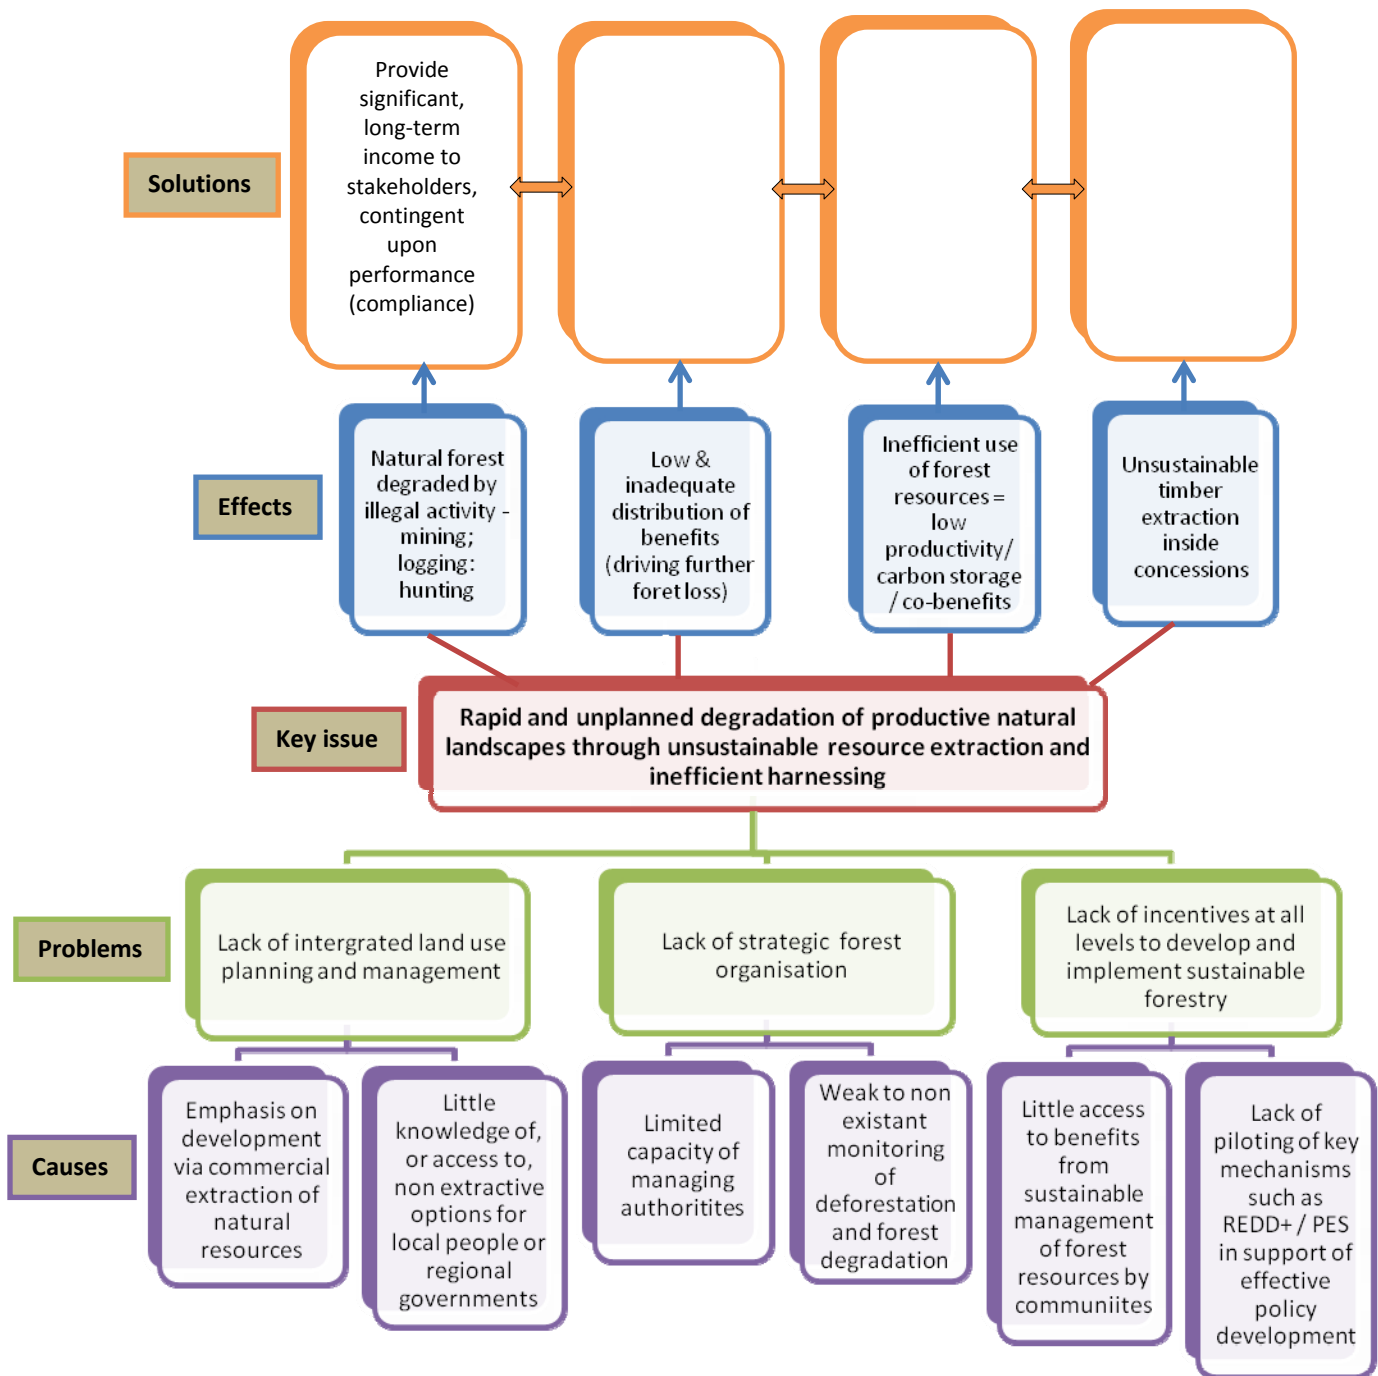 Solutions
Provide
significant,
long-term
income to
stakeholders,
contingent
upon
performance
(compliance)
Effects
Natural forest
degraded by
illegal activity -
mining;
logging:
hunting
Low &
inadequate
distribution of
benefits
(driving further
foret loss)
Inefficient use
of forest
resources =
low
productivity/
carbon storage
/ co-benefits
Unsustainable
timber
extraction
inside
concessions
Key issue
Rapid and unplanned degradation of productive natural
landscapes through unsustainable resource extraction and
inefficient harnessing
Problems
Lack of intergrated land use
planning and management
Lack of strategic forest
organisation
Lack of incentives at all
levels to develop and
implement sustainable
forestry
Causes
Emphasis on
development
via commercial
extraction of
natural
resources
Little
knowledge of,
or access to,
non extractive
options for
local people or
regional
governments
Limited
capacity of
managing
authoritites
Weak to non
existant
monitoring
of
deforestation
and forest
degradation
Little access
to benefits
from
sustainable
management
of forest
resources by
communiites
Lack of
piloting of key
mechanisms
such as
REDD+ / PES
in support of
effective
policy
development